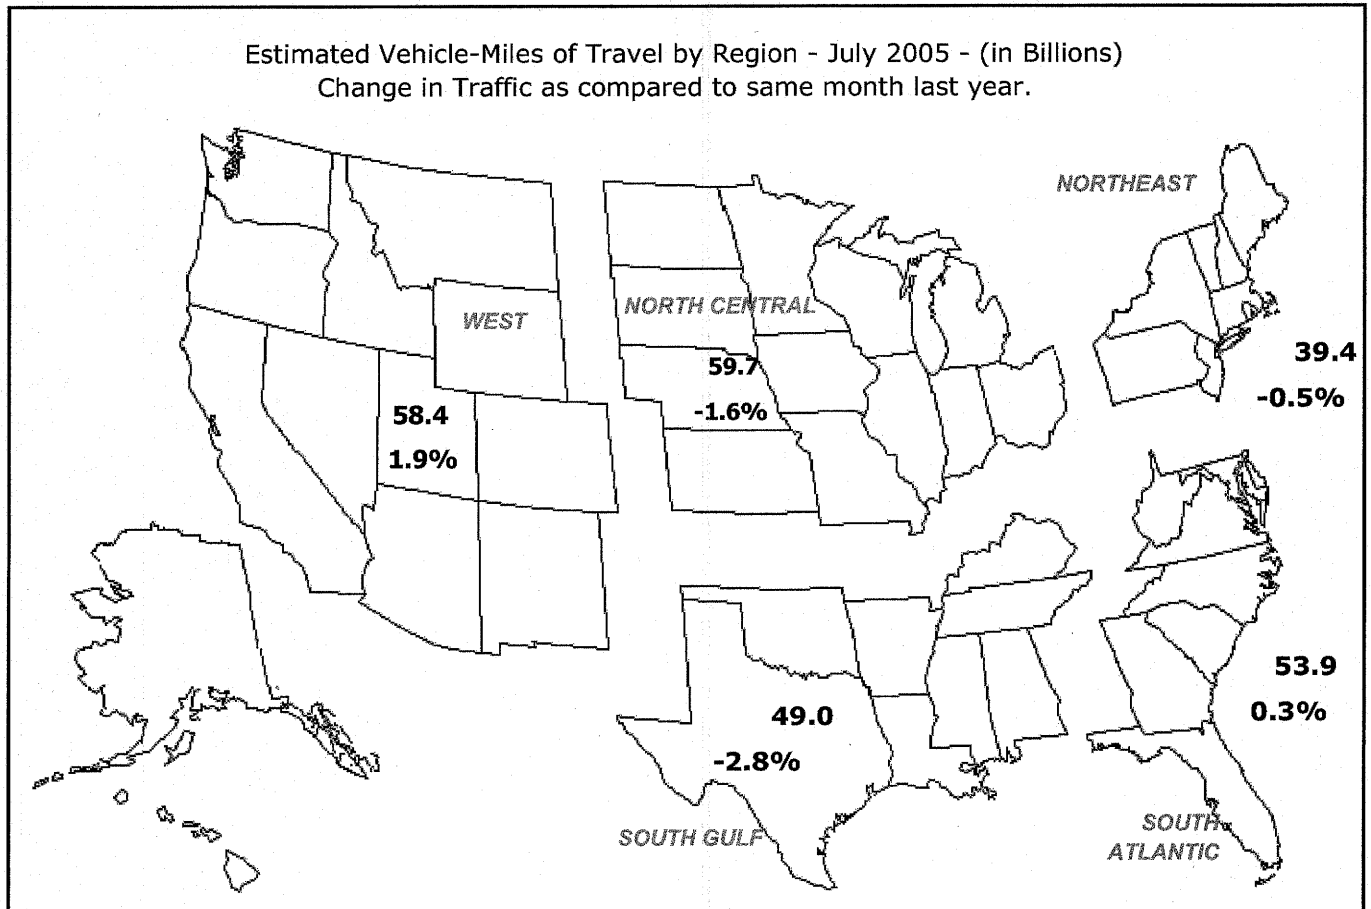 Estimated Vehicle-Miles of Travel by Region - July 2005 - (in Billions)
Change in Traffic as compared to same month last year.
NORTHEAST
39.4
-0.5%
WEST
58.4
1.9%
NORTH CENTRAL
59.7
-1.6%
53.9
0.3%
SOUTH
ATLANTIC
49.0
-2.8%
SOUTH GULF